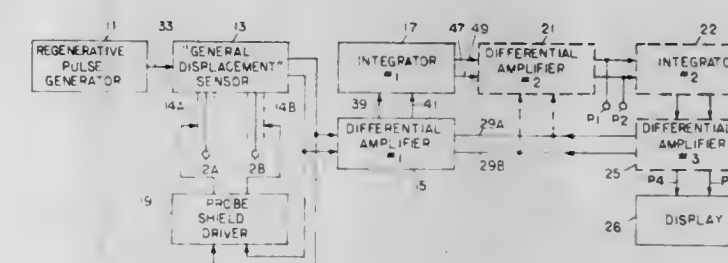 11
33
13
17
47
49
21
22
REGENERATIVE
PULSE
GENERATOR
"GENERAL
DISPLACEMENT"
SENSOR
INTEGRATOR
#1
DIFFERENTIAL
AMPLIFIER
#2
INTEGRATO
#2
14A
14B
39
41
P1
P2
DIFFERENTIAL
AMPLIFIER
#1
29A
29B
DIFFERENTIAL
AMPLIFIER
#3
2A
2B
15
25
P4
P
19
PROBE
SHIELD
DRIVER
26
DISPLAY